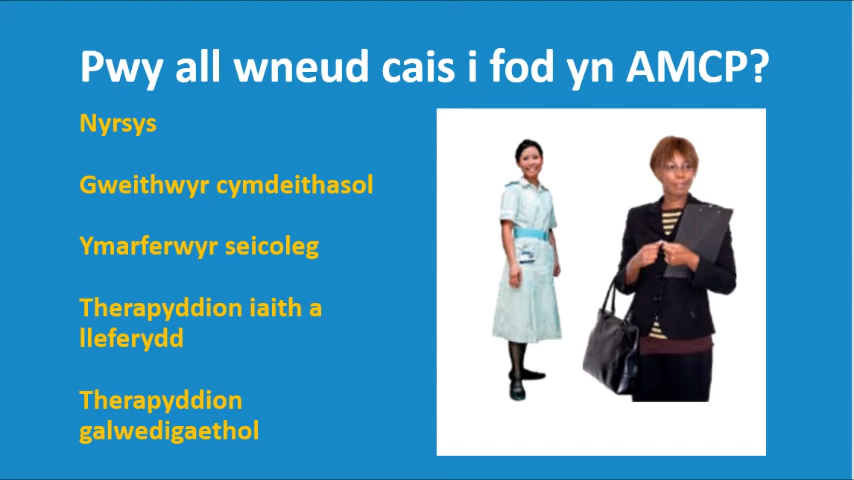 Pwy all wneud cais i fod yn AMCP?
Nyrsys
Gweithwyr cymdeithasol
Ymarferwyr seicoleg
Therapyddion iaith a
lleferydd
Therapyddion
galwedigaethol